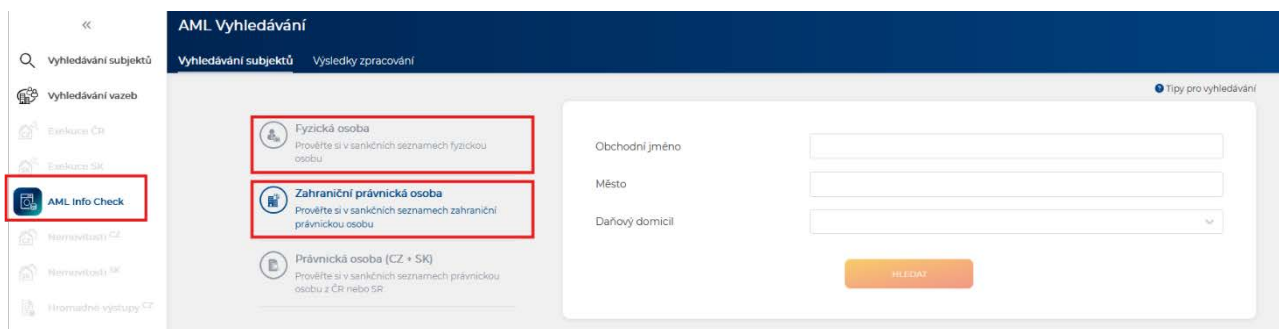 «
AML Vyhledávání
Vyhledávání subjektů
Vyhledávání subjektů Výsledky zpracování
Vyhledávání vazeb
Tipy pro vyhledávání
Exekuce ČR
Exekuce SK
AML Info Check
Nemovitosti CZ
Nemovitosti SK
Hromadné výstupy CZ
Fyzická osoba
Prověřte si v sankčních seznamech fyzickou
osobu
Zahraniční právnická osoba
Prověřte si v sankčních seznamech zahraniční
právnickou osobu
Právnická osoba (CZ + SK)
Prověřte si v sankčních seznamech právnickou
osobu z ČR nebo SR
Obchodní jméno
Město
Daňový domicil
HLEDAT